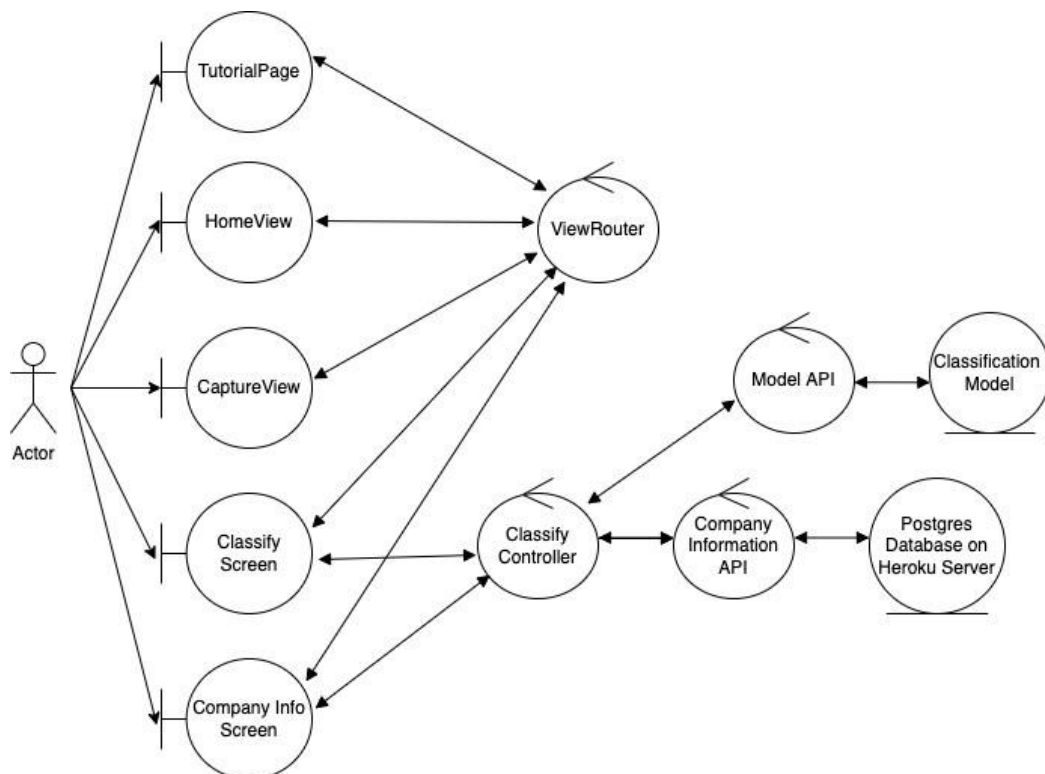 TutorialPage
HomeView
ViewRouter
CaptureView
Actor
Model API
Classification
Model
Classify
Screen
Classify
Controller
Company
Information
API
Postgres
Database on
Heroku Server
Company Info
Screen